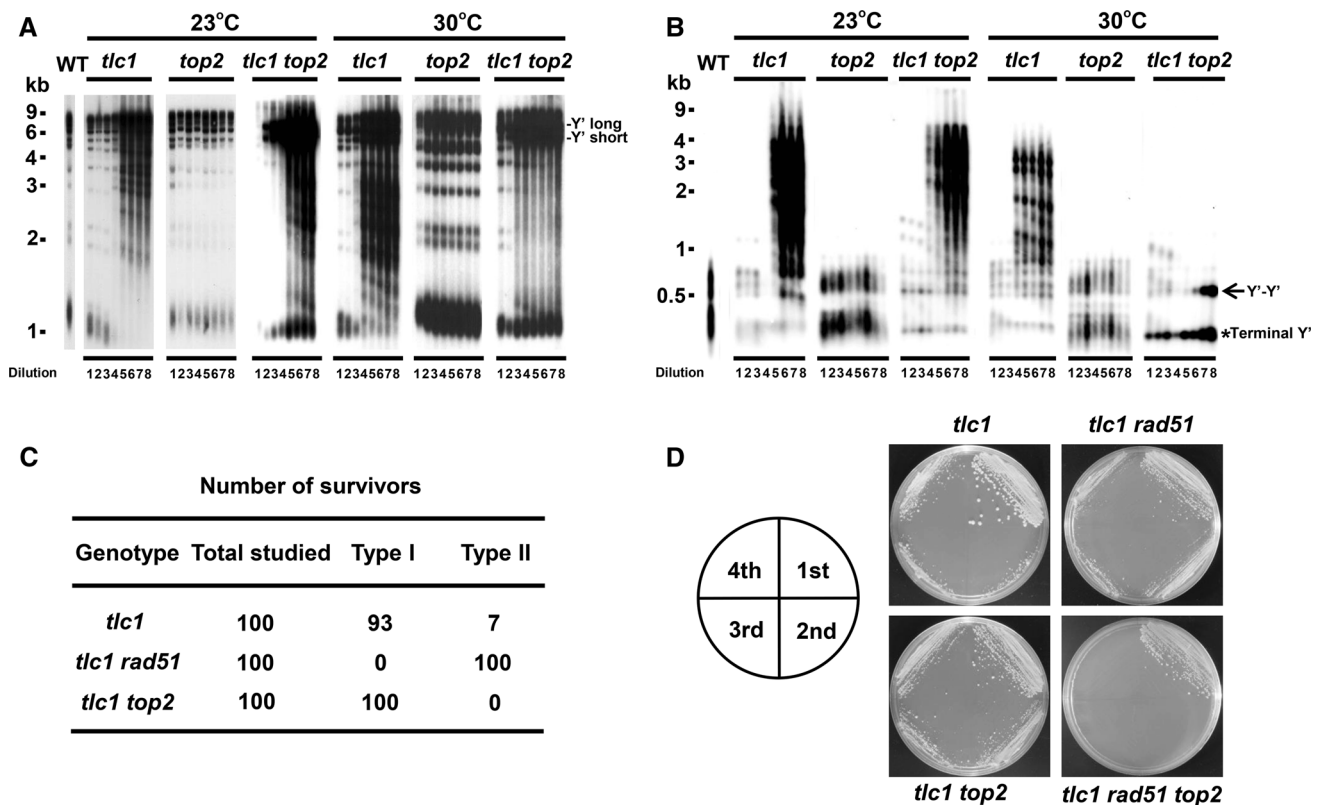 A
23°C
30°C
WT
tlc1
top2
tlc1 top2
tlc1
top2
tlc1 top2
kb
9-
6-
4-
3-
2-
1-
-Y' long
-Y' short
Dilution
12345678
12345678
12345678
12345678
12345678
12345678
B
23°C
30°C
WT
tlc1
top2
tlc1 top2
tlc1
top2
tlc1 top2
kb
9-
4-
3-
2-
1-
0.5-
Y'-Y'
*Terminal Y'
Dilution
12345678
12345678
12345678
12345678
12345678
12345678
C
Number of survivors
Genotype Total studied Type I Type II
tlc1 100 93 7
tlc1 rad51 100 0 100
tlc1 top2 100 100 0
D
4th 1st
3rd 2nd
tlc1
tlc1 rad51
tlc1 top2
tlc1 rad51 top2